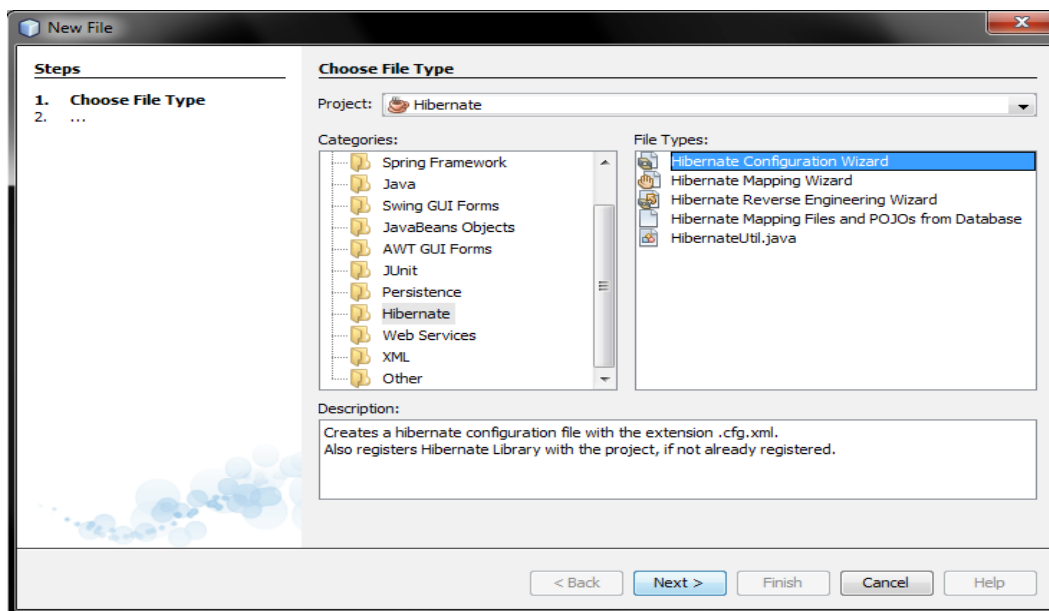 New File
Steps
1. Choose File Type
2. ...
Choose File Type
Project: Hibernate
Categories:
Spring Framework
Java
Swing GUI Forms
JavaBeans Objects
AWT GUI Forms
JUnit
Persistence
Hibernate
Web Services
XML
Other
File Types:
Hibernate Configuration Wizard
Hibernate Mapping Wizard
Hibernate Reverse Engineering Wizard
Hibernate Mapping Files and POJOs from Database
HibernateUtil.java
Description:
Creates a hibernate configuration file with the extension .cfg.xml.
Also registers Hibernate Library with the project, if not already registered.
< Back Next > Finish Cancel Help